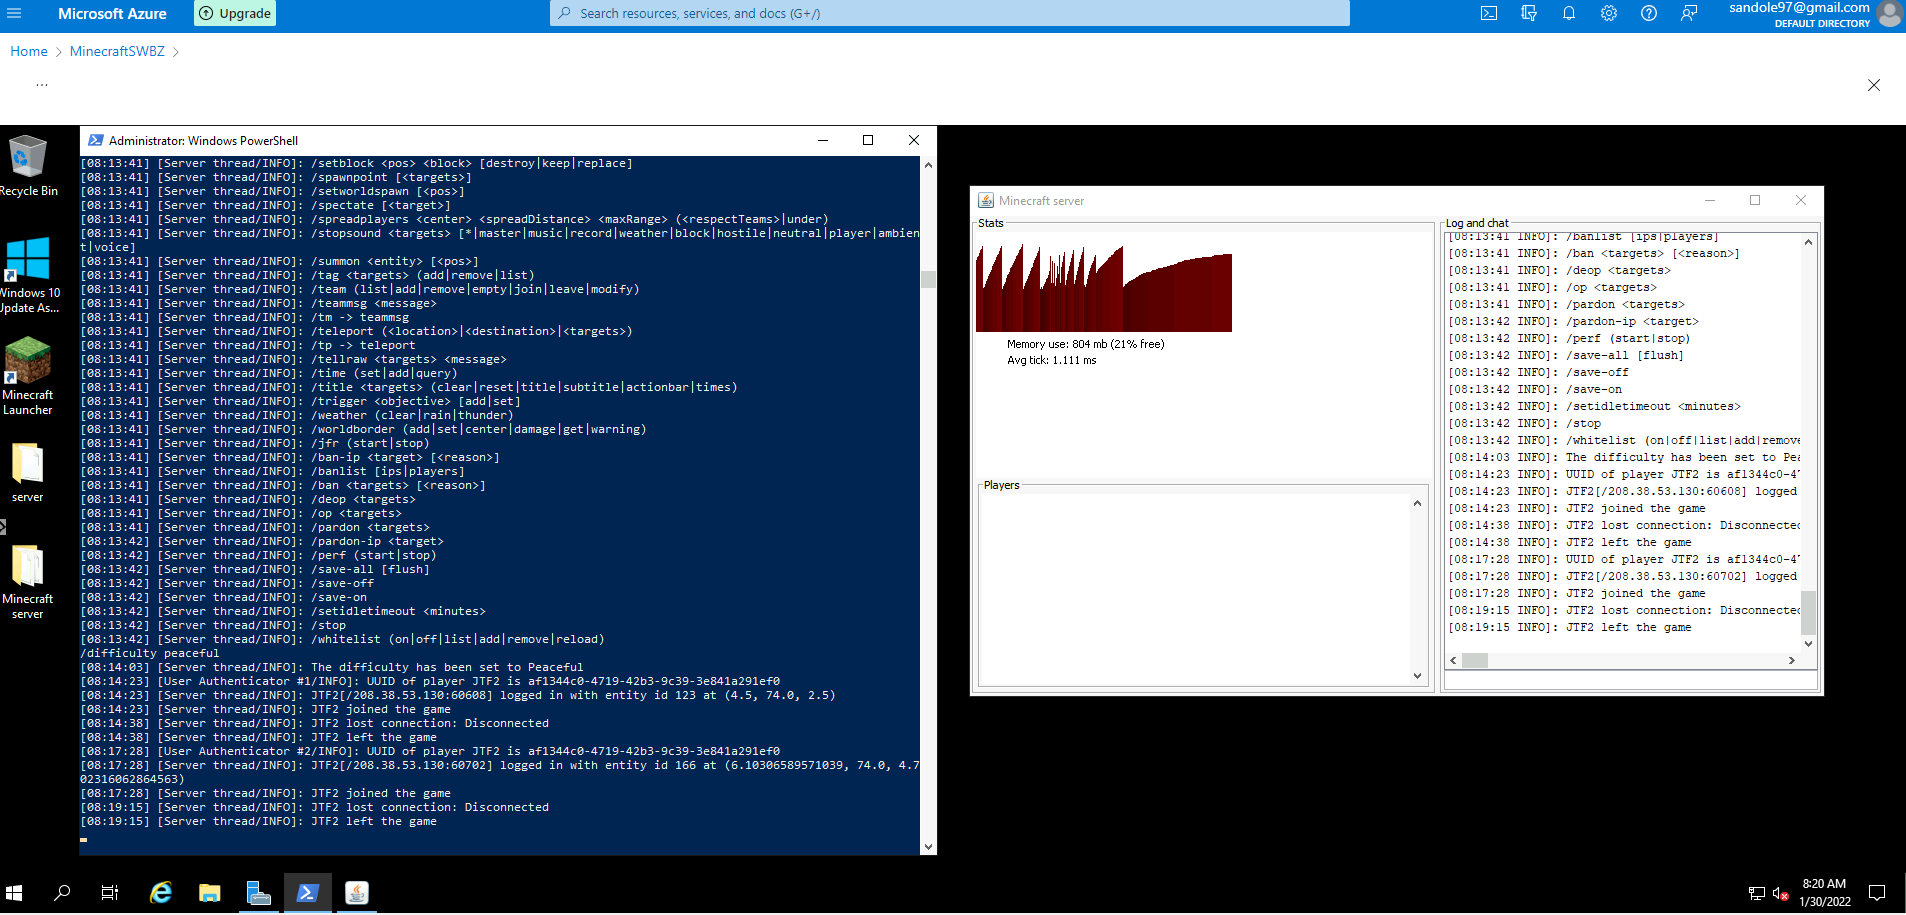 Microsoft Azure
Upgrade
Search resources, services, and docs (G+/)
sandole97@gmail.com
DEFAULT DIRECTORY
Home > MinecraftSWBZ >
...
Recycle Bin
Windows 10
Update As...
Minecraft
Launcher
server
Minecraft
server
Administrator: Windows PowerShell
[08:13:41] [Server thread/INFO]: /setblock <pos> <block> [destroy|keep|replace]
[08:13:41] [Server thread/INFO]: /spawnpoint [<targets>]
[08:13:41] [Server thread/INFO]: /setworldspawn [<pos>]
[08:13:41] [Server thread/INFO]: /spectate [<target>]
[08:13:41] [Server thread/INFO]: /spreadplayers <center> <spreadDistance> <maxRange> (<respectTeams>|under)
[08:13:41] [Server thread/INFO]: /stopsound <targets> [*|master|music|record|weather|block|hostile|neutral|player|ambien
t|voice]
[08:13:41] [Server thread/INFO]: /summon <entity> [<pos>]
[08:13:41] [Server thread/INFO]: /tag <targets> (add|remove|list)
[08:13:41] [Server thread/INFO]: /team (list|add|remove|empty|join|leave|modify)
[08:13:41] [Server thread/INFO]: /teammsg <message>
[08:13:41] [Server thread/INFO]: /tm -> teammsg
[08:13:41] [Server thread/INFO]: /teleport (<location>|<destination>|<targets>)
[08:13:41] [Server thread/INFO]: /tp -> teleport
[08:13:41] [Server thread/INFO]: /tellraw <targets> <message>
[08:13:41] [Server thread/INFO]: /time (set|add|query)
[08:13:41] [Server thread/INFO]: /title <targets> (clear|reset|title|subtitle|actionbar|times)
[08:13:41] [Server thread/INFO]: /trigger <objective> [add|set]
[08:13:41] [Server thread/INFO]: /weather (clear|rain|thunder)
[08:13:41] [Server thread/INFO]: /worldborder (add|set|center|damage|get|warning)
[08:13:41] [Server thread/INFO]: /jfr (start|stop)
[08:13:41] [Server thread/INFO]: /ban-ip <target> [<reason>]
[08:13:41] [Server thread/INFO]: /banlist [ips|players]
[08:13:41] [Server thread/INFO]: /ban <targets> [<reason>]
[08:13:41] [Server thread/INFO]: /deop <targets>
[08:13:41] [Server thread/INFO]: /op <targets>
[08:13:41] [Server thread/INFO]: /pardon <targets>
[08:13:42] [Server thread/INFO]: /pardon-ip <target>
[08:13:42] [Server thread/INFO]: /perf (start|stop)
[08:13:42] [Server thread/INFO]: /save-all [flush]
[08:13:42] [Server thread/INFO]: /save-off
[08:13:42] [Server thread/INFO]: /save-on
[08:13:42] [Server thread/INFO]: /setidletimeout <minutes>
[08:13:42] [Server thread/INFO]: /stop
[08:13:42] [Server thread/INFO]: /whitelist (on|off|list|add|remove|reload)
/difficulty peaceful
[08:14:03] [Server thread/INFO]: The difficulty has been set to Peaceful
[08:14:23] [User Authenticator #1/INFO]: UUID of player JTF2 is af1344c0-4719-42b3-9c39-3e841a291ef0
[08:14:23] [Server thread/INFO]: JTF2[/208.38.53.130:60608] logged in with entity id 123 at (4.5, 74.0, 2.5)
[08:14:23] [Server thread/INFO]: JTF2 joined the game
[08:14:38] [Server thread/INFO]: JTF2 lost connection: Disconnected
[08:14:38] [Server thread/INFO]: JTF2 left the game
[08:17:28] [User Authenticator #2/INFO]: UUID of player JTF2 is af1344c0-4719-42b3-9c39-3e841a291ef0
[08:17:28] [Server thread/INFO]: JTF2[/208.38.53.130:60702] logged in with entity id 166 at (6.10306589571039, 74.0, 4.7
02316062864563)
[08:17:28] [Server thread/INFO]: JTF2 joined the game
[08:19:15] [Server thread/INFO]: JTF2 lost connection: Disconnected
[08:19:15] [Server thread/INFO]: JTF2 left the game
Minecraft server
Stats
Memory use: 804 mb (21% free)
Avg tick: 1.111 ms
Players
Log and chat
[08:13:41 INFO]: /banlist [ips|players]
[08:13:41 INFO]: /ban <targets> [<reason>]
[08:13:41 INFO]: /deop <targets>
[08:13:41 INFO]: /op <targets>
[08:13:41 INFO]: /pardon <targets>
[08:13:42 INFO]: /pardon-ip <target>
[08:13:42 INFO]: /perf (start|stop)
[08:13:42 INFO]: /save-all [flush]
[08:13:42 INFO]: /save-off
[08:13:42 INFO]: /save-on
[08:13:42 INFO]: /setidletimeout <minutes>
[08:13:42 INFO]: /stop
[08:13:42 INFO]: /whitelist (on|off|list|add|remove
[08:14:03 INFO]: The difficulty has been set to Pea
[08:14:23 INFO]: UUID of player JTF2 is af1344c0-47
[08:14:23 INFO]: JTF2[/208.38.53.130:60608] logged
[08:14:23 INFO]: JTF2 joined the game
[08:14:38 INFO]: JTF2 lost connection: Disconnected
[08:14:38 INFO]: JTF2 left the game
[08:17:28 INFO]: UUID of player JTF2 is af1344c0-47
[08:17:28 INFO]: JTF2[/208.38.53.130:60702] logged
[08:17:28 INFO]: JTF2 joined the game
[08:19:15 INFO]: JTF2 lost connection: Disconnected
[08:19:15 INFO]: JTF2 left the game
8:20 AM
1/30/2022